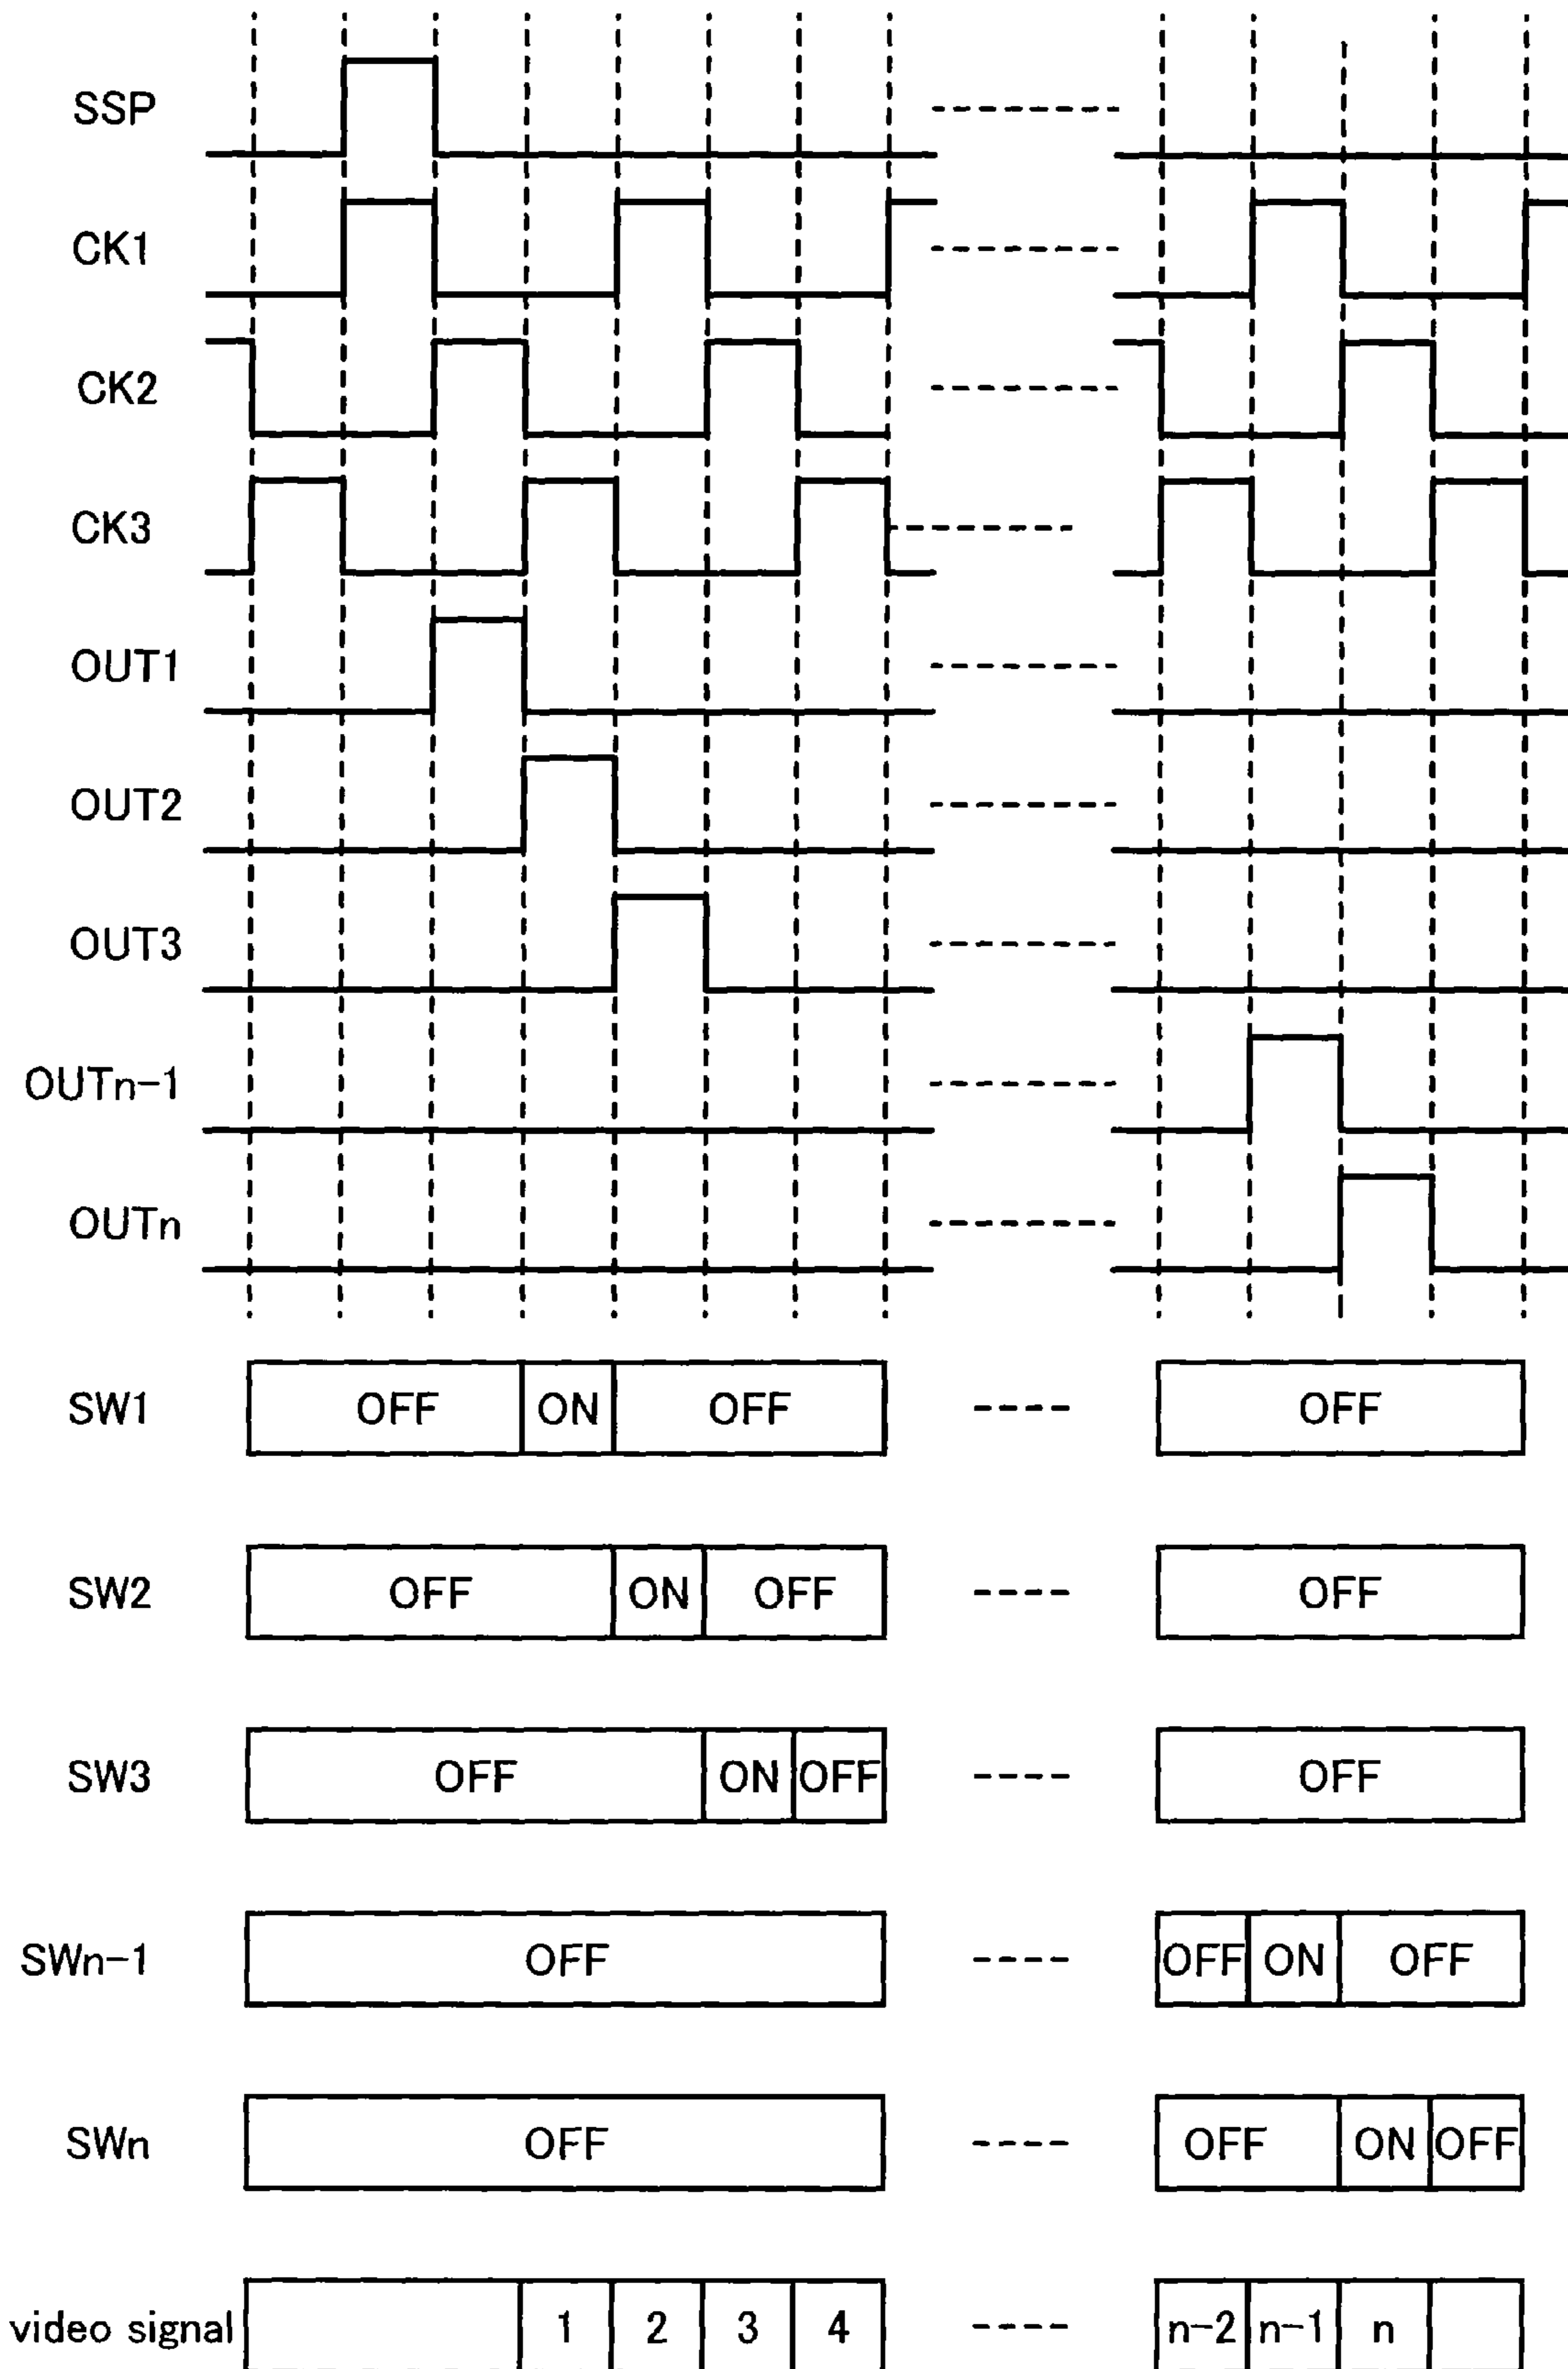 SSP
CK1
CK2
CK3
OUT1
OUT2
OUT3
OUTn-1
OUTn
SW1 OFF ON OFF OFF
SW2 OFF ON OFF OFF
SW3 OFF ON OFF OFF
SWn-1 OFF OFF ON OFF
SWn OFF OFF ON OFF
video signal 1 2 3 4 n-2 n-1 n